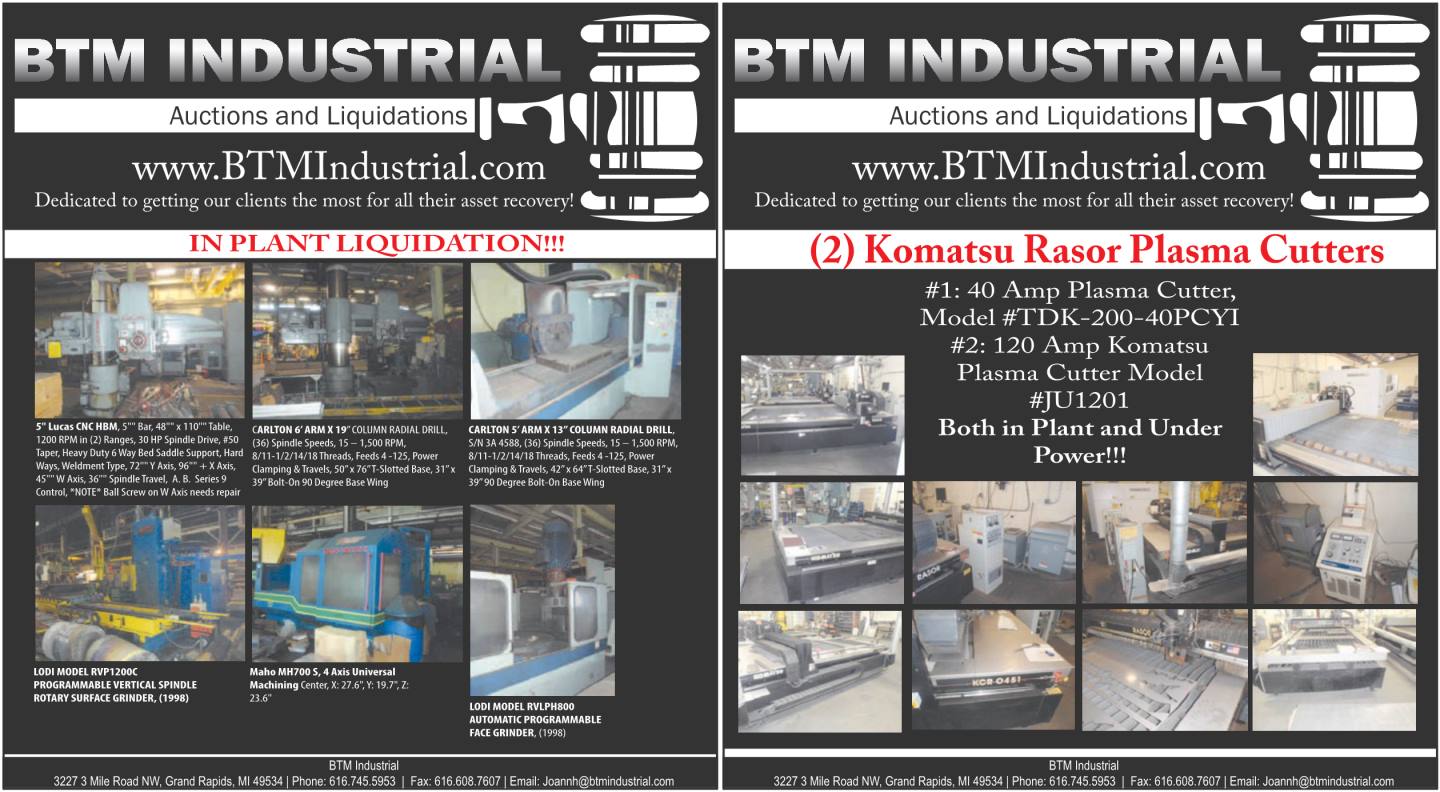 BTM INDUSTRIAL
Auctions and Liquidations
www.BTMIndustrial.com
Dedicated to getting our clients the most for all their asset recovery!
IN PLANT LIQUIDATION!!!
5" Lucas CNC HBM, 5"" Bar, 48"" x 110"" Table,
1200 RPM in (2) Ranges, 30 HP Spindle Drive, #50
Taper, Heavy Duty 6 Way Bed Saddle Support, Hard
Ways, Weldment Type, 72"" Y Axis, 96"" + X Axis,
45"" W Axis, 36"" Spindle Travel, A. B. Series 9
Control, *NOTE* Ball Screw on W Axis needs repair
CARLTON 6’ ARM X 19” COLUMN RADIAL DRILL,
(36) Spindle Speeds, 15 – 1,500 RPM,
8/11-1/2/14/18 Threads, Feeds 4 -125, Power
Clamping & Travels, 50” x 76”T-Slotted Base, 31” x
39” Bolt-On 90 Degree Base Wing
CARLTON 5’ ARM X 13” COLUMN RADIAL DRILL,
S/N 3A 4588, (36) Spindle Speeds, 15 – 1,500 RPM,
8/11-1/2/14/18 Threads, Feeds 4 -125, Power
Clamping & Travels, 42” x 64”T-Slotted Base, 31” x
39” 90 Degree Bolt-On Base Wing
LODI MODEL RVP1200C
PROGRAMMABLE VERTICAL SPINDLE
ROTARY SURFACE GRINDER, (1998)
Maho MH700 S, 4 Axis Universal
Machining Center, X: 27.6", Y: 19.7", Z:
23.6"
LODI MODEL RVLPH800
AUTOMATIC PROGRAMMABLE
FACE GRINDER, (1998)
BTM Industrial
3227 3 Mile Road NW, Grand Rapids, MI 49534 | Phone: 616.745.5953 | Fax: 616.608.7607 | Email: Joannh@btmindustrial.com
BTM INDUSTRIAL
Auctions and Liquidations
www.BTMIndustrial.com
Dedicated to getting our clients the most for all their asset recovery!
(2) Komatsu Rasor Plasma Cutters
#1: 40 Amp Plasma Cutter,
Model #TDK-200-40PCYI
#2: 120 Amp Komatsu
Plasma Cutter Model
#JU1201
Both in Plant and Under
Power!!!
KOMATSU
RASOR
KCR-0451
RASOR
BTM Industrial
3227 3 Mile Road NW, Grand Rapids, MI 49534 | Phone: 616.745.5953 | Fax: 616.608.7607 | Email: Joannh@btmindustrial.com